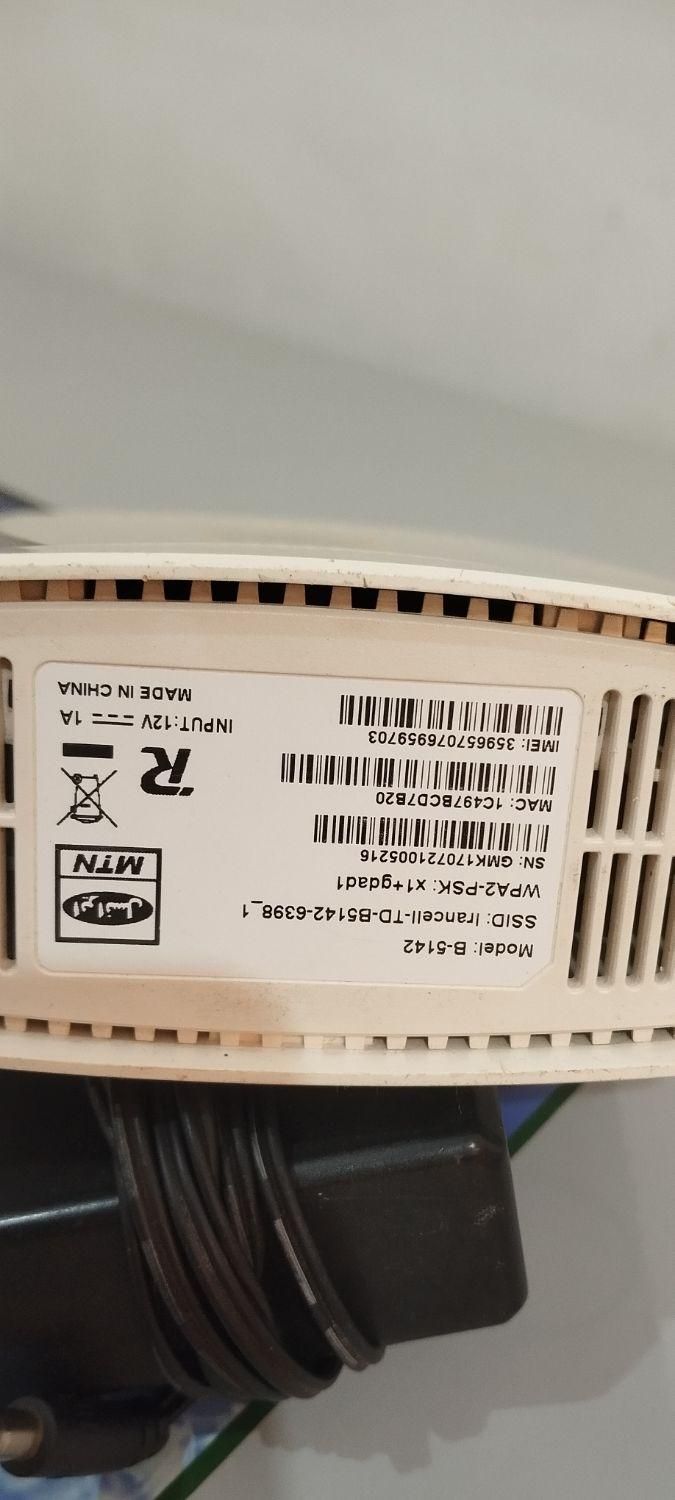 Model: B-5142
SSID: Irancell-TD-B5142-6398_1
WPA2-PSK: x1+gdad1
SN: GMK170721005216
MAC: 1C497BCD7B20
IMEI: 359657076959703
ایرانسل
MTN
R
INPUT:12V 1A
MADE IN CHINA